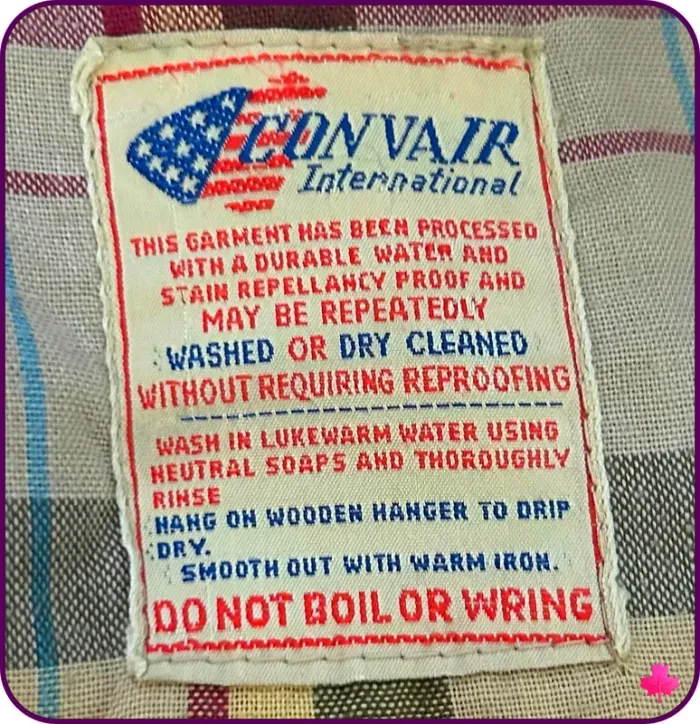 CONVAIR
International
THIS GARMENT HAS BEEN PROCESSED
WITH A DURABLE WATER AND
STAIN REPELLANCY PROOF AND
MAY BE REPEATEDLY
WASHED OR DRY CLEANED
WITHOUT REQUIRING REPROOFING
WASH IN LUKEWARM WATER USING
NEUTRAL SOAPS AND THOROUGHLY
RINSE
HANG ON WOODEN HANGER TO DRIP
DRY.
SMOOTH OUT WITH WARM IRON.
DO NOT BOIL OR WRING